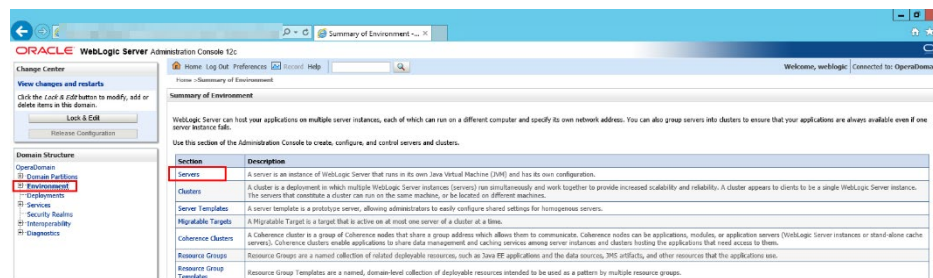 Summary of Environment -... ×
ORACLE WebLogic Server Administration Console 12c
Change Center
View changes and restarts
Click the Lock & Edit button to modify, add or
delete items in this domain.
Lock & Edit
Release Configuration
Domain Structure
OperaDomain
Domain Partitions
Environment
Deployments
Services
Security Realms
Interoperability
Diagnostics
Home Log Out Preferences Record Help
Welcome, weblogic Connected to: OperaDoma
Home >Summary of Environment
Summary of Environment
WebLogic Server can host your applications on multiple server instances, each of which can run on a different computer and specify its own network address. You can also group servers into clusters to ensure that your applications are always available even if one
server instance fails.
Use this section of the Administration Console to create, configure, and control servers and clusters.
Section Description
Servers A server is an instance of WebLogic Server that runs in its own Java Virtual Machine (JVM) and has its own configuration.
Clusters A cluster is a deployment in which multiple WebLogic Server instances (servers) run simultaneously and work together to provide increased scalability and reliability. A cluster appears to clients to be a single WebLogic Server instance.
The servers that constitute a cluster can run on the same machine, or be located on different machines.
Server Templates A server template is a prototype server, allowing administrators to easily configure shared settings for homogenous servers.
Migratable Targets A Migratable Target is a target that is active on at most one server of a cluster at a time.
Coherence Clusters A Coherence cluster is a group of Coherence nodes that share a group address which allows them to communicate. Coherence nodes can be applications, modules, or application servers (WebLogic Server instances or stand-alone cache
servers). Coherence clusters enable applications to share data management and caching services among server instances and clusters hosting the applications that need access to them.
Resource Groups Resource Groups are a named collection of related deployable resources, such as Java EE applications and the data sources, JMS artifacts, and other resources that the applications use.
Resource Group
Templates Resource Group Templates are a named, domain-level collection of deployable resources intended to be used as a pattern by multiple resource groups.